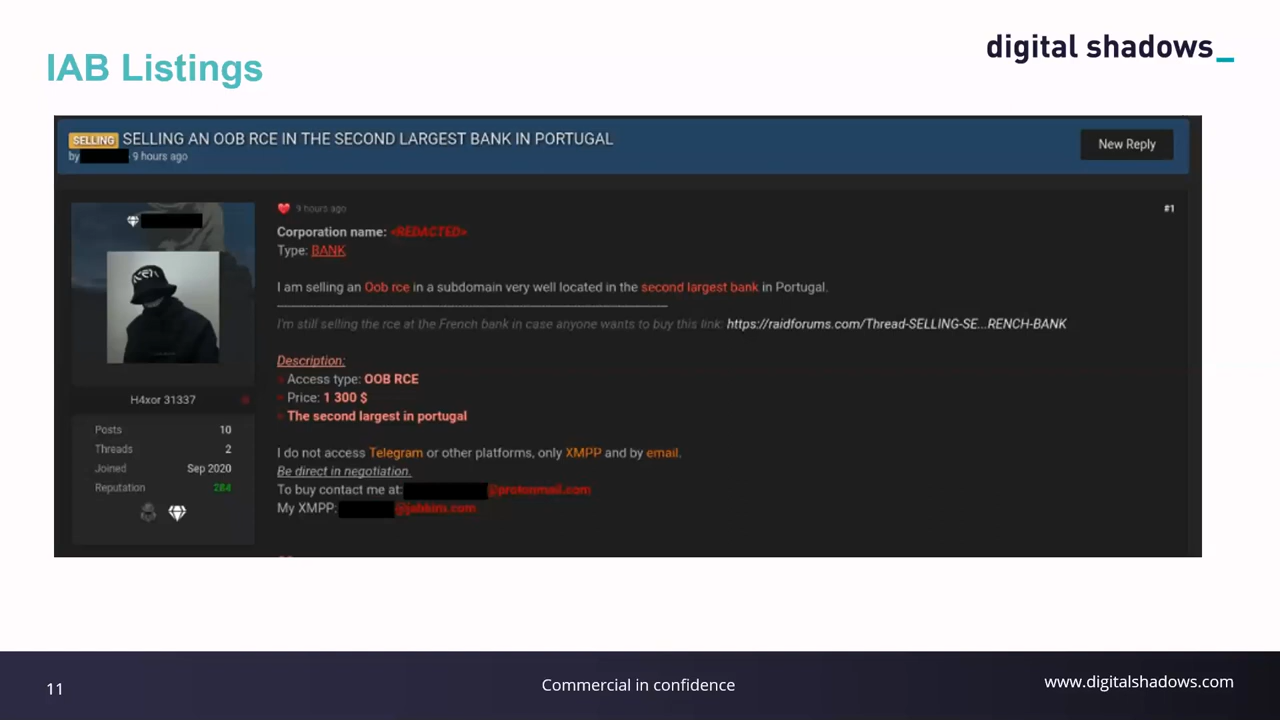 IAB Listings
digital shadows_
SELLING SELLING AN OOB RCE IN THE SECOND LARGEST BANK IN PORTUGAL
by 9 hours ago
New Reply
9 hours ago
#1
Corporation name: <REDACTED>
Type: BANK
I am selling an Oob rce in a subdomain very well located in the second largest bank in Portugal.
I'm still selling the rce at the French bank in case anyone wants to buy this link: https://raidforums.com/Thread-SELLING-SE...RENCH-BANK
Description:
Access type: OOB RCE
Price: 1 300 $
The second largest in portugal
H4xor 31337
Posts 10
Threads 2
Joined Sep 2020
Reputation 284
I do not access Telegram or other platforms, only XMPP and by email.
Be direct in negotiation.
To buy contact me at: @protonmail.com
My XMPP: @jabkins.com
11
Commercial in confidence
www.digitalshadows.com